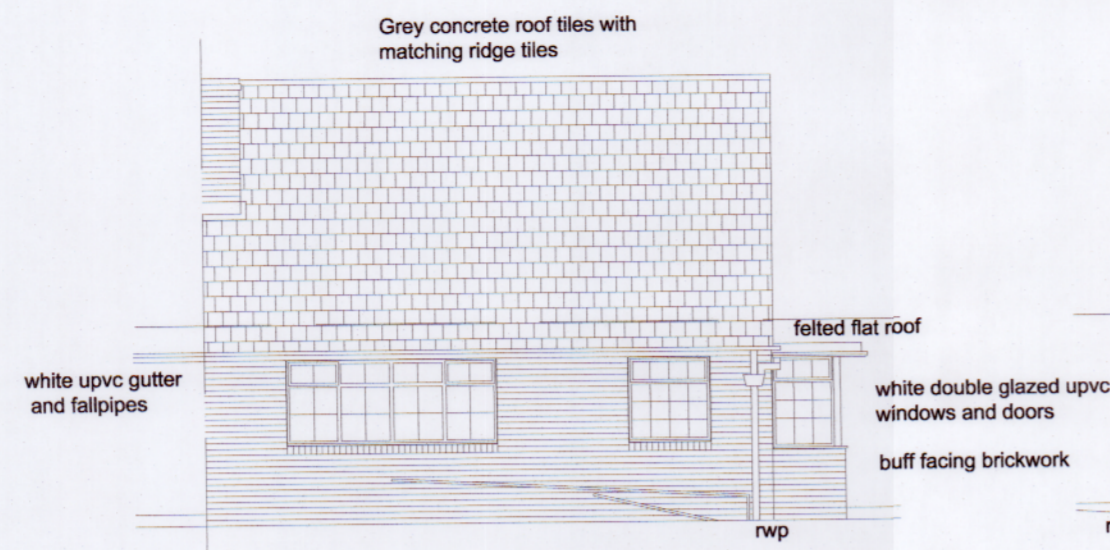 Grey concrete roof tiles with
matching ridge tiles
felted flat roof
white upvc gutter
and fallpipes
white double glazed upvc
windows and doors
buff facing brickwork
rwp